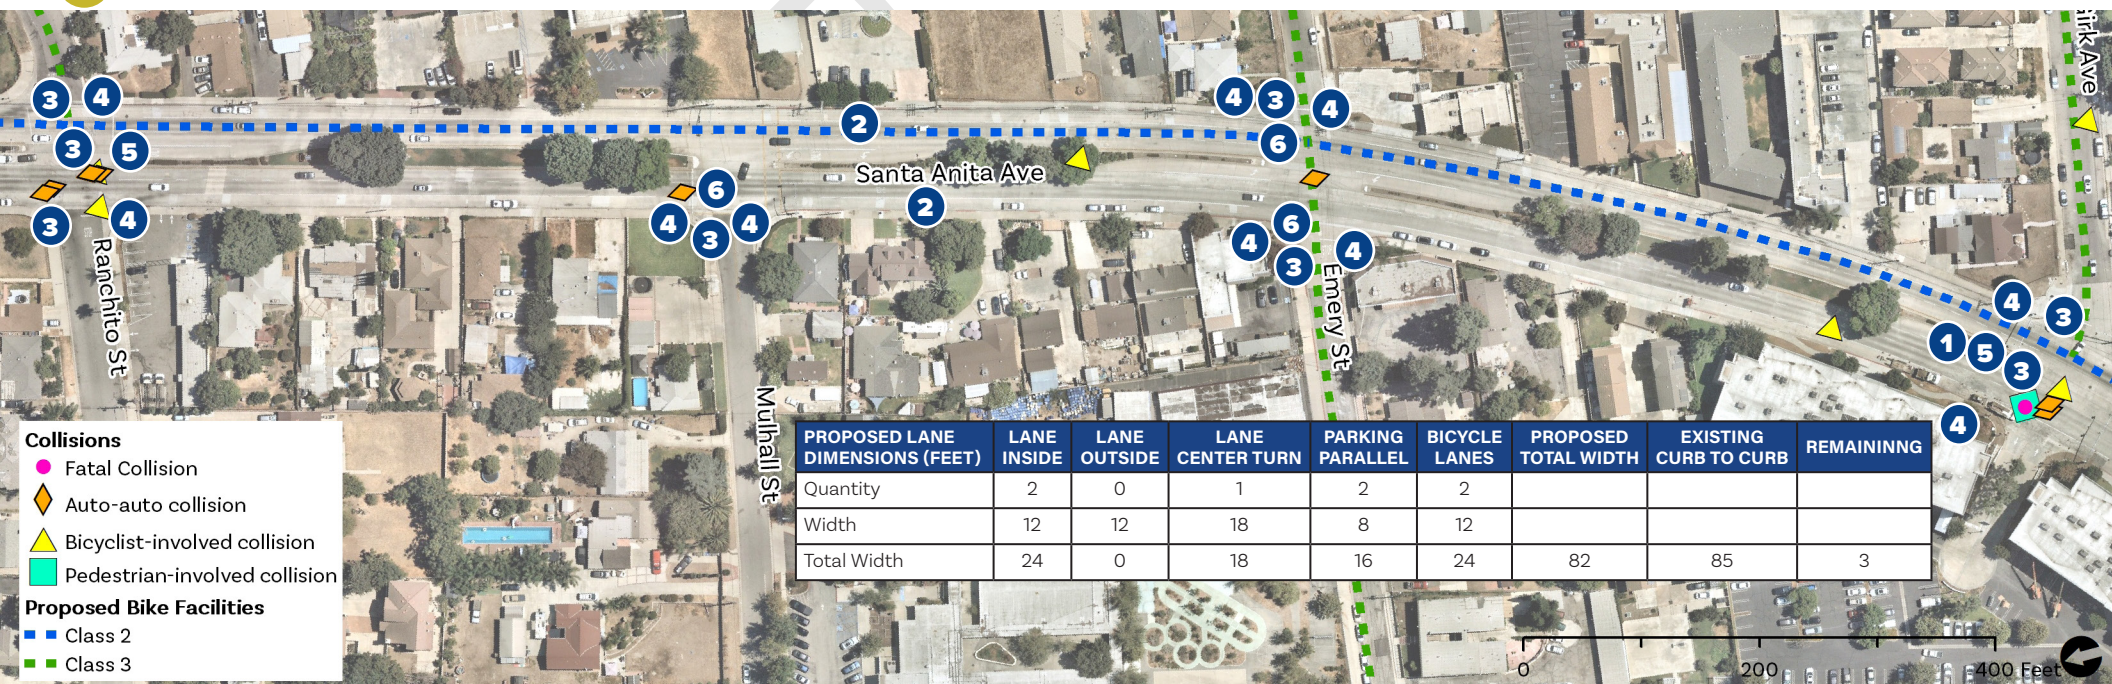 Girk Ave
3
4
4
3
4
2
3
5
6
Santa Anita Ave
6
4
3
4
2
3
4
6
4
3
4
4
3
1
5
3
4
Ranchito St
Mulhall St
Emery St
Collisions
Fatal Collision
Auto-auto collision
Bicyclist-involved collision
Pedestrian-involved collision
Proposed Bike Facilities
Class 2
Class 3
PROPOSED LANE DIMENSIONS (FEET) LANE INSIDE LANE OUTSIDE LANE CENTER TURN PARKING PARALLEL BICYCLE LANES PROPOSED TOTAL WIDTH EXISTING CURB TO CURB REMAININNG
Quantity 2 0 1 2 2
Width 12 12 18 8 12
Total Width 24 0 18 16 24 82 85 3
0 200 400 Feet